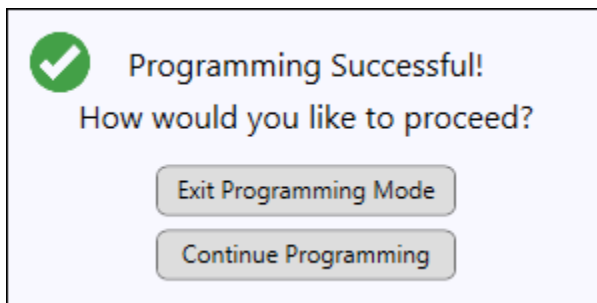 Programming Successful!
How would you like to proceed?
Exit Programming Mode
Continue Programming